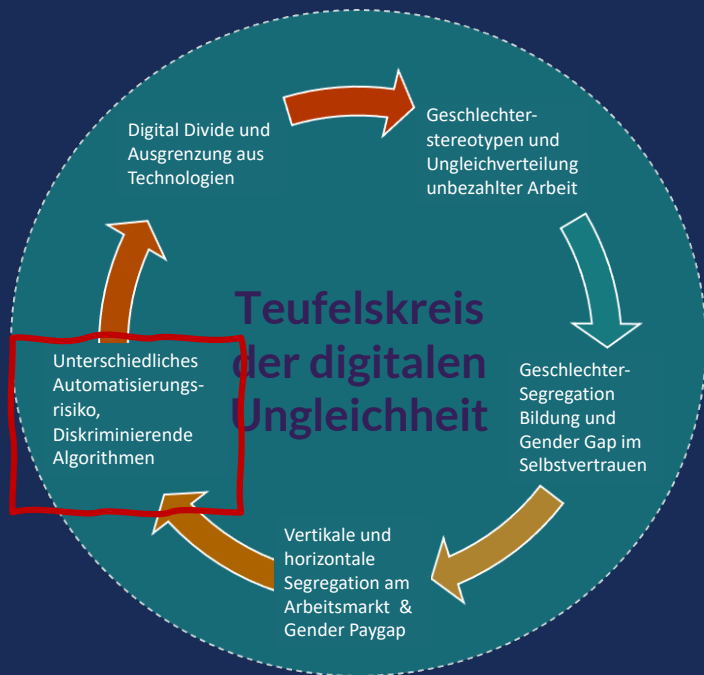 Digital Divide und
Ausgrenzung aus
Technologien
Geschlechter-
stereotypen und
Ungleichverteilung
unbezahlter Arbeit
Teufelskreis
der digitalen
Ungleichheit
Geschlechter-
Segregation
Bildung und
Gender Gap im
Selbstvertrauen
Vertikale und
horizontale
Segregation am
Arbeitsmarkt &
Gender Paygap
Unterschiedliches
Automatisierungs-
risiko,
Diskriminierende
Algorithmen